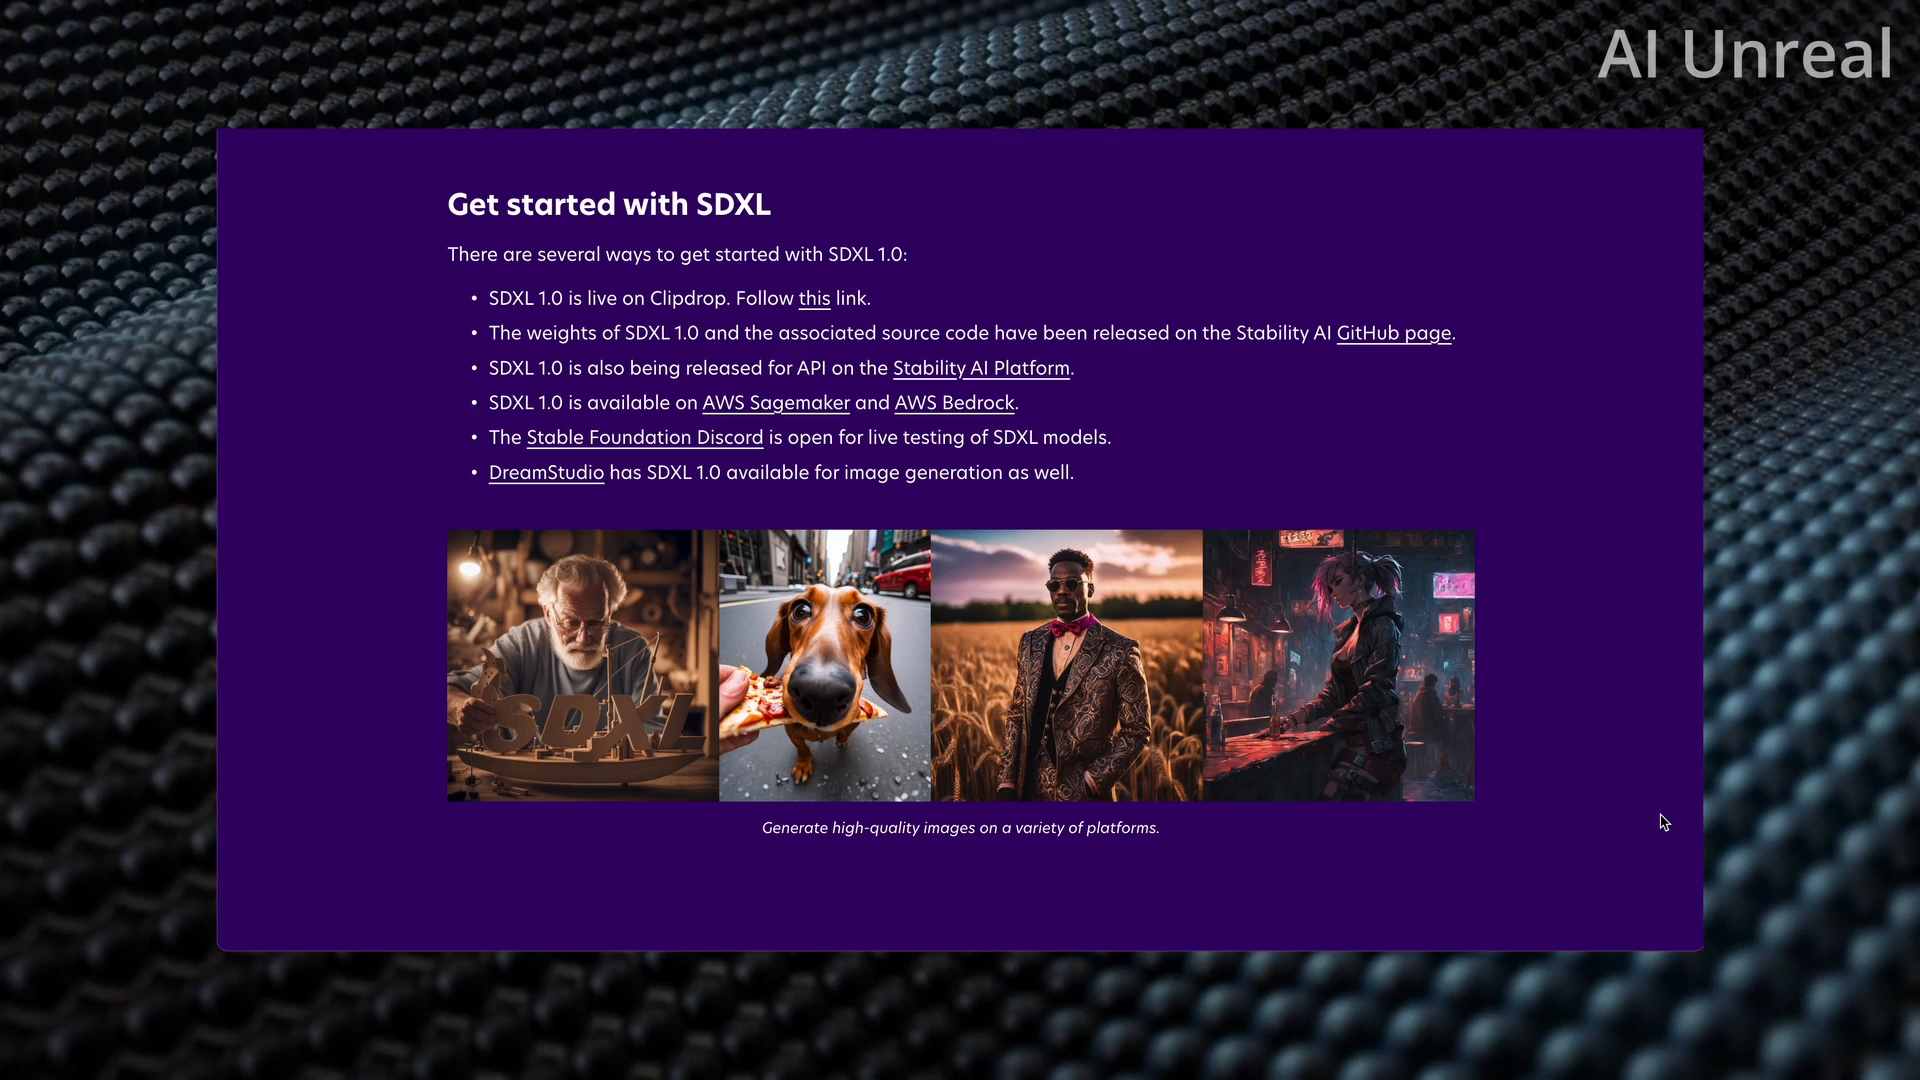 AI Unreal
Get started with SDXL
There are several ways to get started with SDXL 1.0:
• SDXL 1.0 is live on Clipdrop. Follow this link.
• The weights of SDXL 1.0 and the associated source code have been released on the Stability AI GitHub page.
• SDXL 1.0 is also being released for API on the Stability AI Platform.
• SDXL 1.0 is available on AWS Sagemaker and AWS Bedrock.
• The Stable Foundation Discord is open for live testing of SDXL models.
• DreamStudio has SDXL 1.0 available for image generation as well.
SDXL
Generate high-quality images on a variety of platforms.